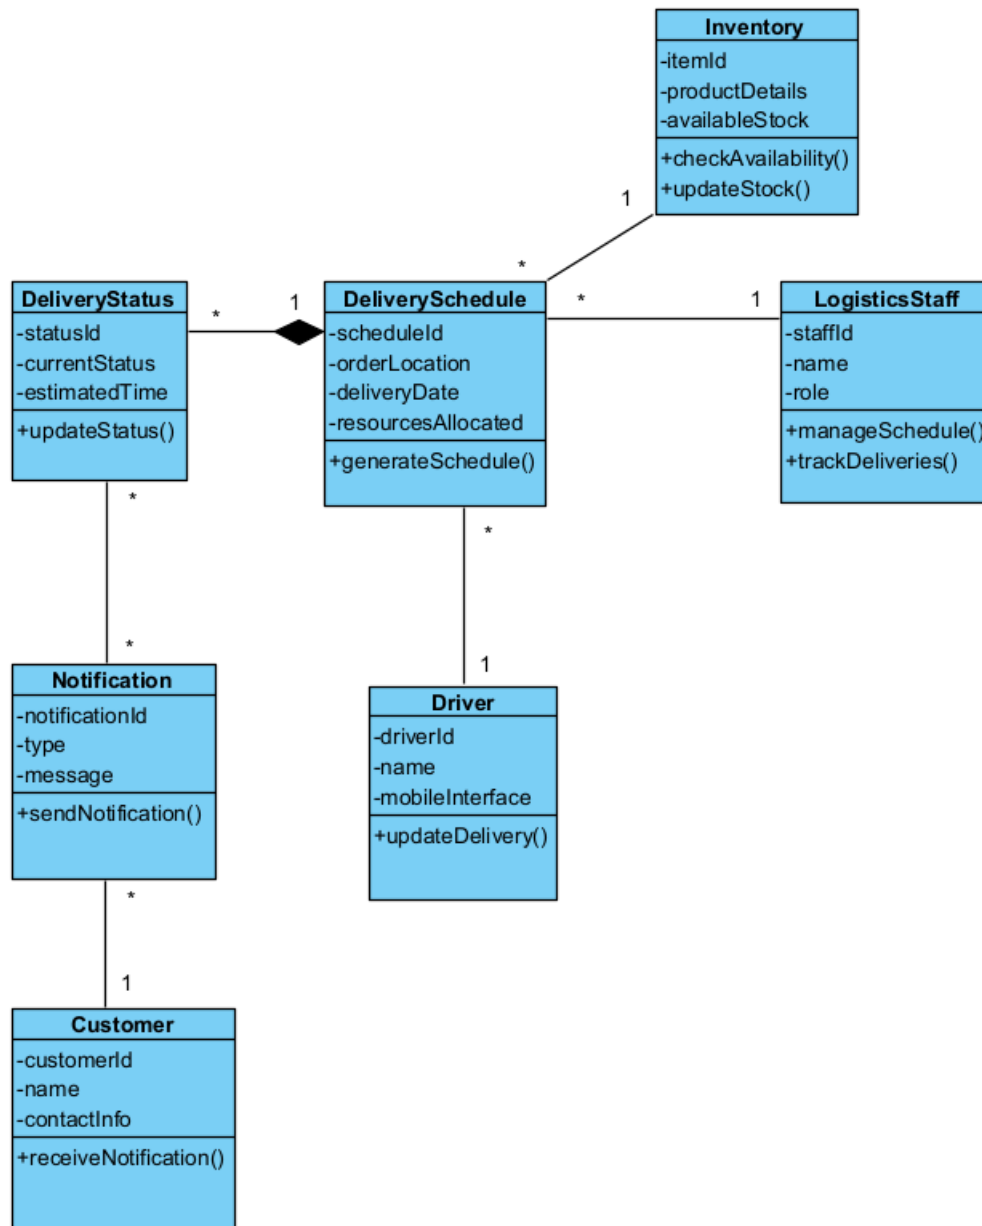 Inventory
-itemId
-productDetails
-availableStock
+checkAvailability()
+updateStock()
1
*
DeliveryStatus
-statusId
-currentStatus
-estimatedTime
+updateStatus()
*
1
DeliverySchedule
-scheduleId
-orderLocation
-deliveryDate
-resourcesAllocated
+generateSchedule()
*
1
LogisticsStaff
-staffId
-name
-role
+manageSchedule()
+trackDeliveries()
*
*
*
1
Notification
-notificationId
-type
-message
+sendNotification()
Driver
-driverId
-name
-mobileInterface
+updateDelivery()
*
1
Customer
-customerId
-name
-contactInfo
+receiveNotification()